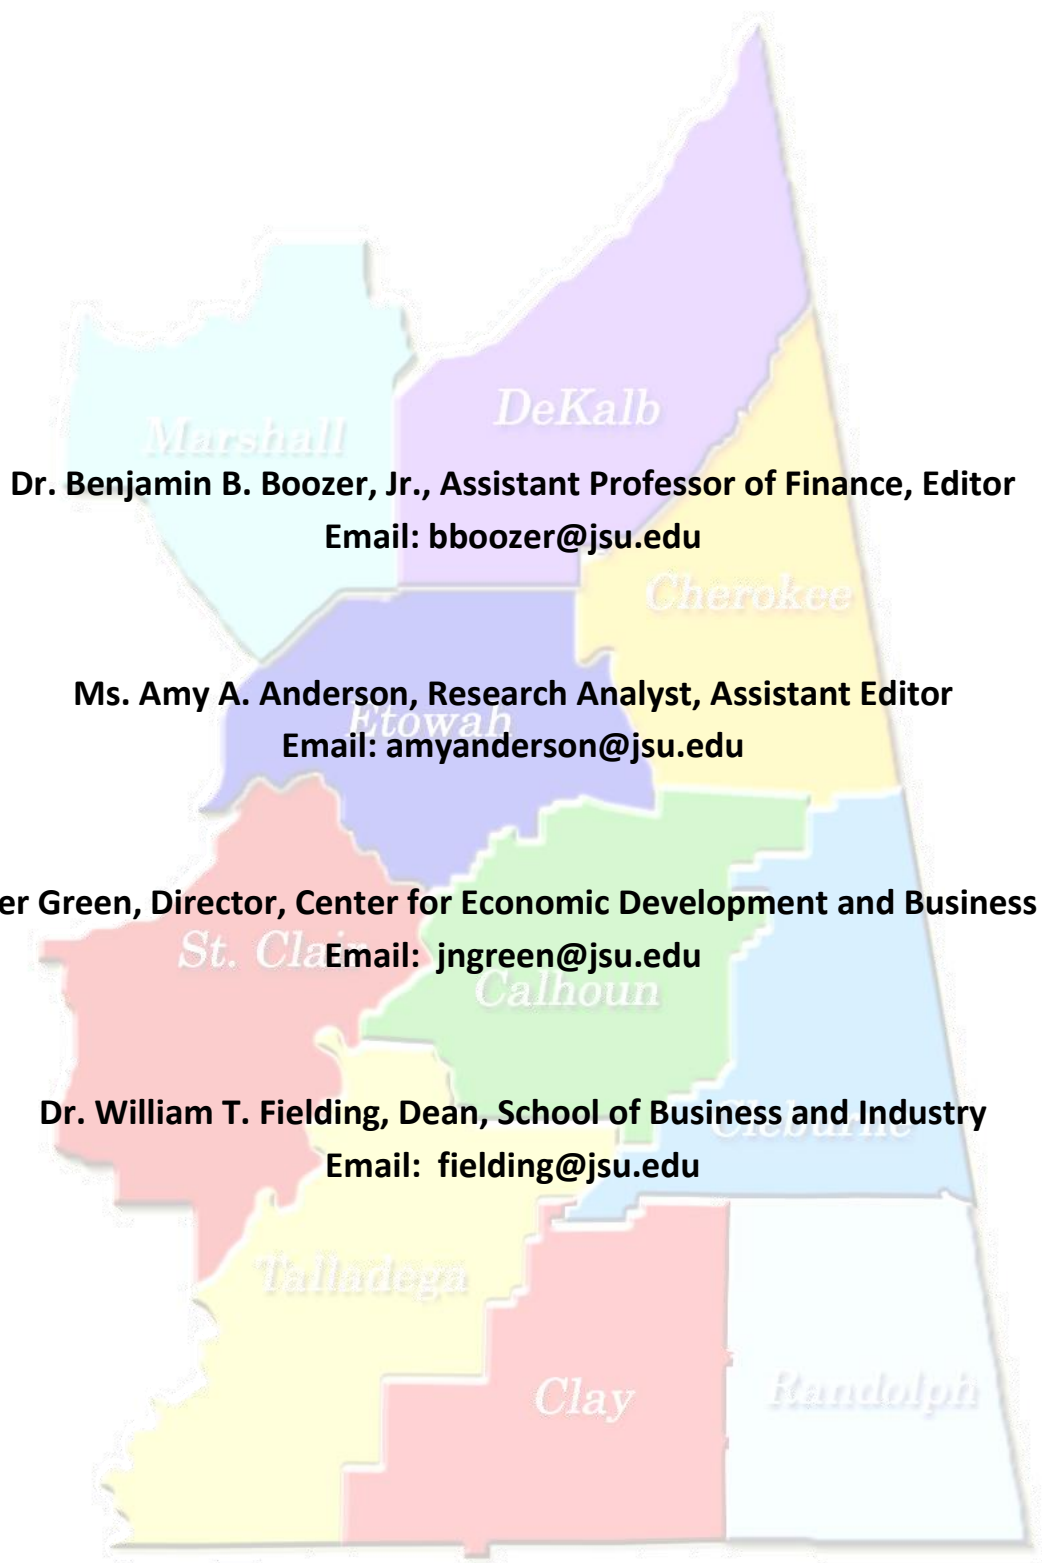 DeKalb
Marshall
Dr. Benjamin B. Boozer, Jr., Assistant Professor of Finance, Editor
Email: bboozer@jsu.edu
Cherokee
Ms. Amy A. Anderson, Research Analyst, Assistant Editor
Etowah
Email: amyanderson@jsu.edu
er Green, Director, Center for Economic Development and Business
St. Clair
Email: jngreen@jsu.edu
Calhoun
Dr. William T. Fielding, Dean, School of Business and Industry
Cleburne
Email: fielding@jsu.edu
Talladega
Clay
Randolph